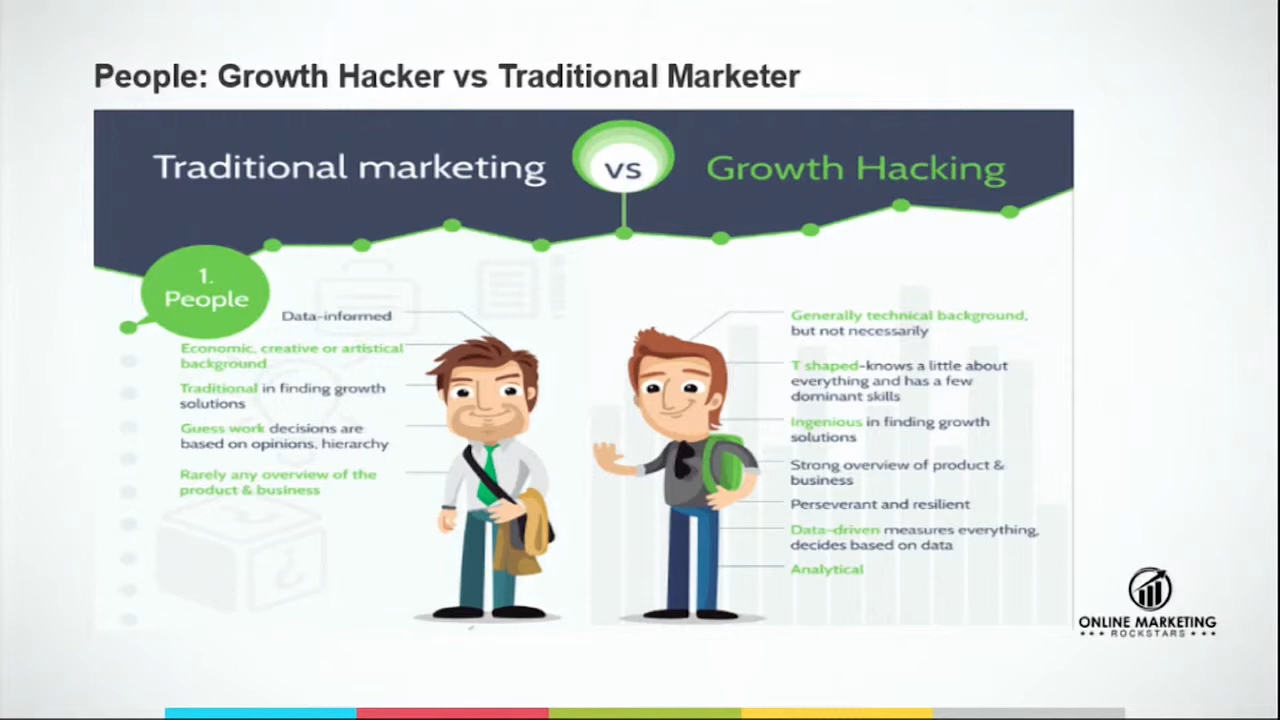 People: Growth Hacker vs Traditional Marketer
Traditional marketing
vs
Growth Hacking
1.
People
Data-informed
Economic, creative or artistical
background
Traditional in finding growth
solutions
Guess work decisions are
based on opinions, hierarchy
Rarely any overview of the
product & business
Generally technical background,
but not necessarily
T shaped-knows a little about
everything and has a few
dominant skills
Ingenious in finding growth
solutions
Strong overview of product &
business
Perseverant and resilient
Data-driven measures everything,
decides based on data
Analytical
ONLINE MARKETING
ROCKSTARS